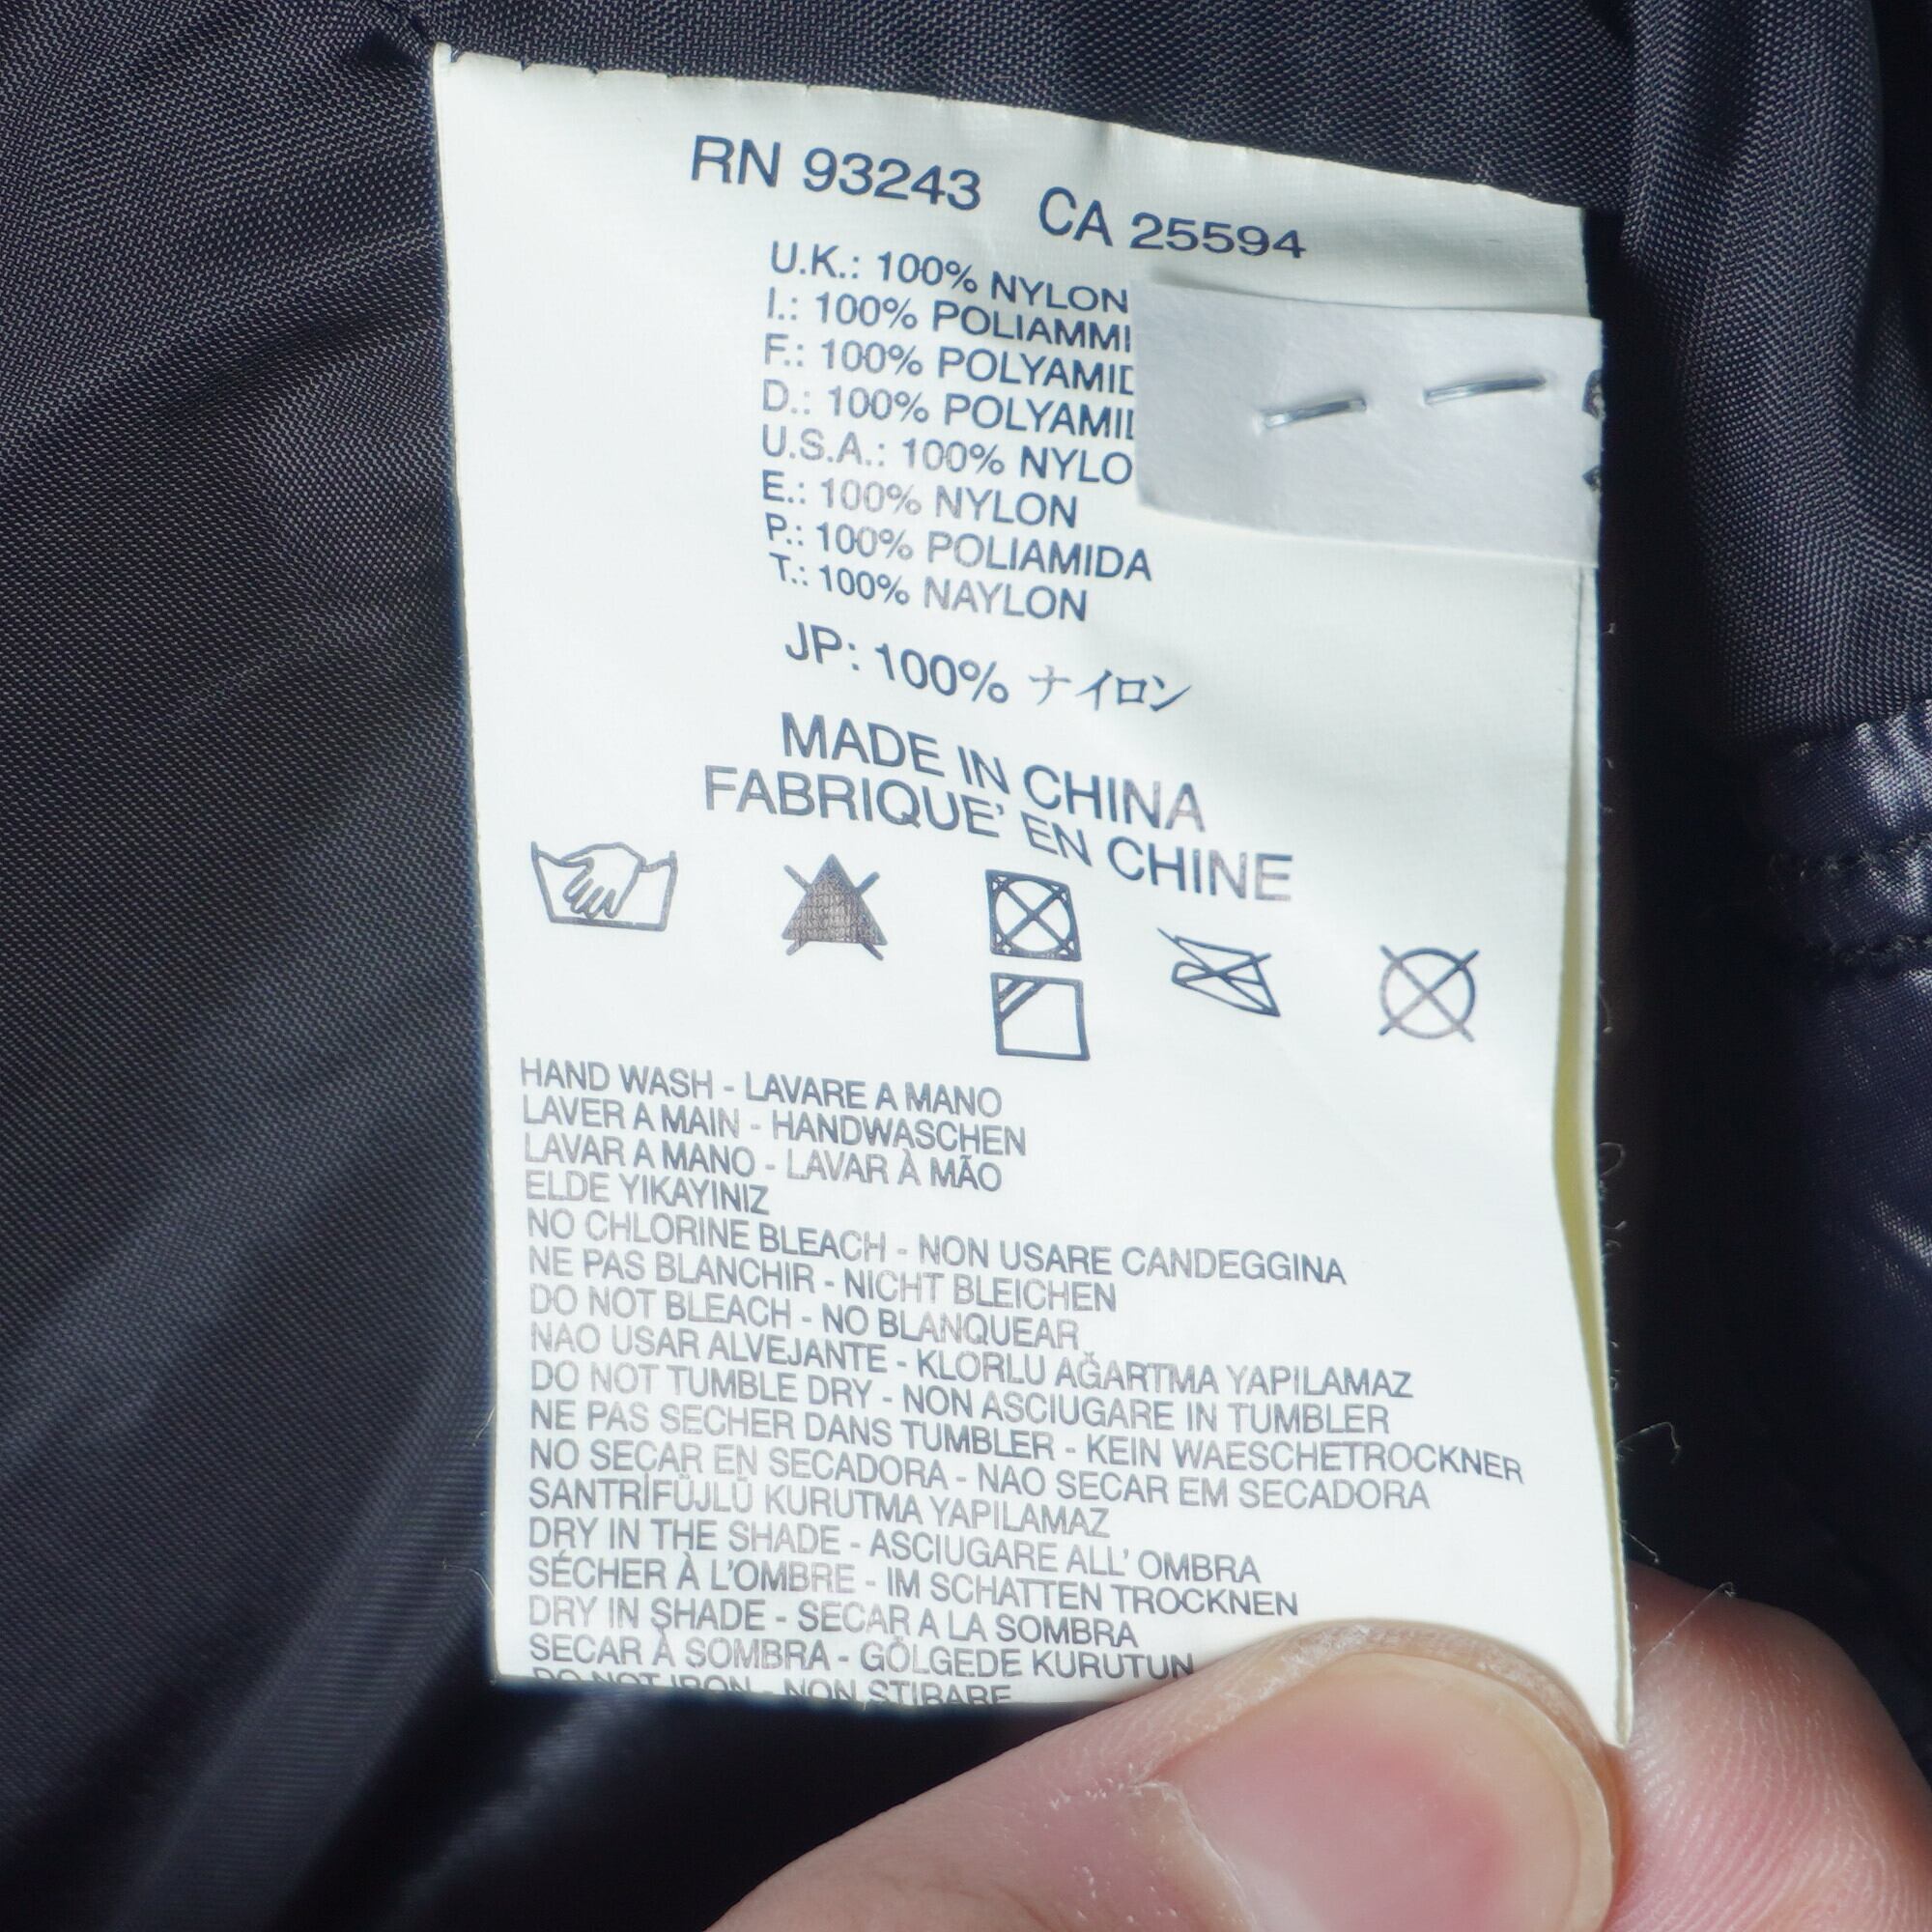 RN 93243 CA 25594
U.K.: 100% NYLON
I.: 100%
F.: 100%
D.: 100%
U.S.A.: 100%
E.: 100% NYLON
P.: 100% POLIAMIDA
T.: 100% NAYLON
JP: 100% ナイロン
MADE IN CHINA
FABRIQUE' EN CHINE
HAND WASH - LAVARE A MANO
LAVER A MAIN - HANDWASCHEN
LAVAR A MANO - LAVAR À MÃO
ELDE YIKAYINIZ
NO CHLORINE BLEACH - NON USARE CANDEGGINA
NE PAS BLANCHIR - NICHT BLEICHEN
DO NOT BLEACH - NO BLANQUEAR
NAO USAR ALVEJANTE - KLORLU AĞARTMA YAPILAMAZ
DO NOT TUMBLE DRY - NON ASCIUGARE IN TUMBLER
NE PAS SECHER DANS TUMBLER - KEIN WAESCHETROCKNER
NO SECAR EN SECADORA - NAO SECAR EM SECADORA
SANTRİFÜJLÜ KURUTMA YAPILAMAZ
DRY IN THE SHADE - ASCIUGARE ALL' OMBRA
SÉCHER À L'OMBRE - IM SCHATTEN TROCKNEN
DRY IN SHADE - SECAR A LA SOMBRA
SECAR À SOMBRA - GÖLGEDE KURUTUN
DO NOT IRON - NON STIRARE